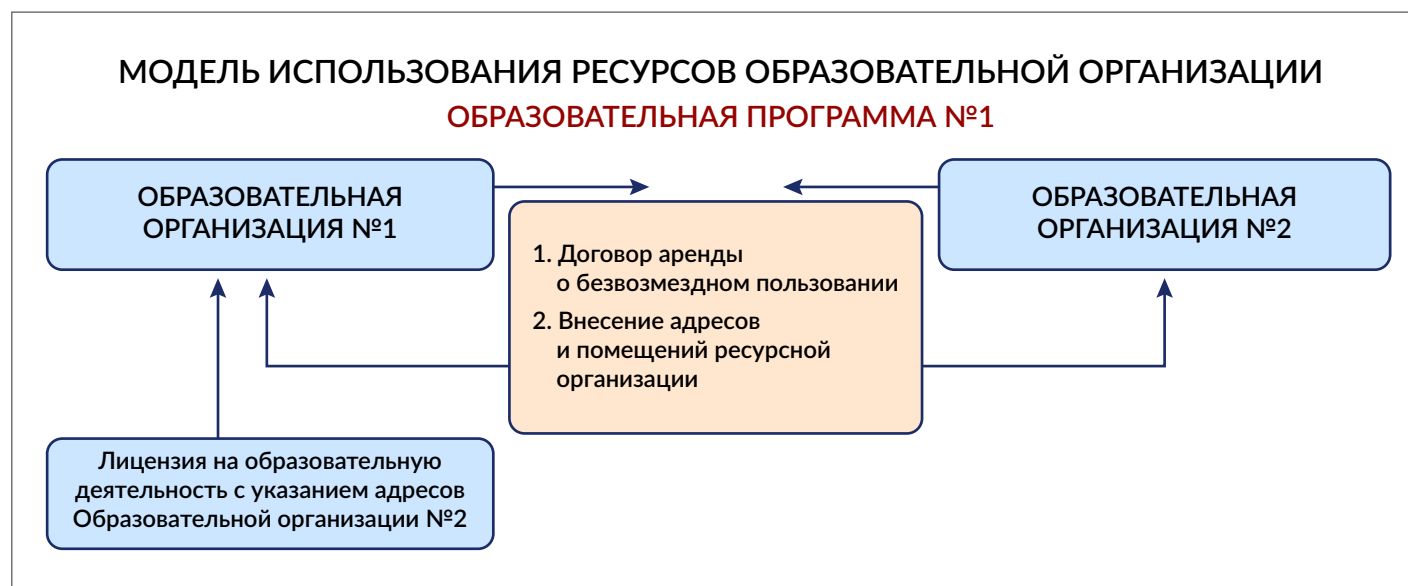 МОДЕЛЬ ИСПОЛЬЗОВАНИЯ РЕСУРСОВ ОБРАЗОВАТЕЛЬНОЙ ОРГАНИЗАЦИИ
ОБРАЗОВАТЕЛЬНАЯ ПРОГРАММА №1
ОБРАЗОВАТЕЛЬНАЯ
ОРГАНИЗАЦИЯ №1
1. Договор аренды
о безвозмездном пользовании
2. Внесение адресов
и помещений ресурсной
организации
ОБРАЗОВАТЕЛЬНАЯ
ОРГАНИЗАЦИЯ №2
Лицензия на образовательную
деятельность с указанием адресов
Образовательной организации №2